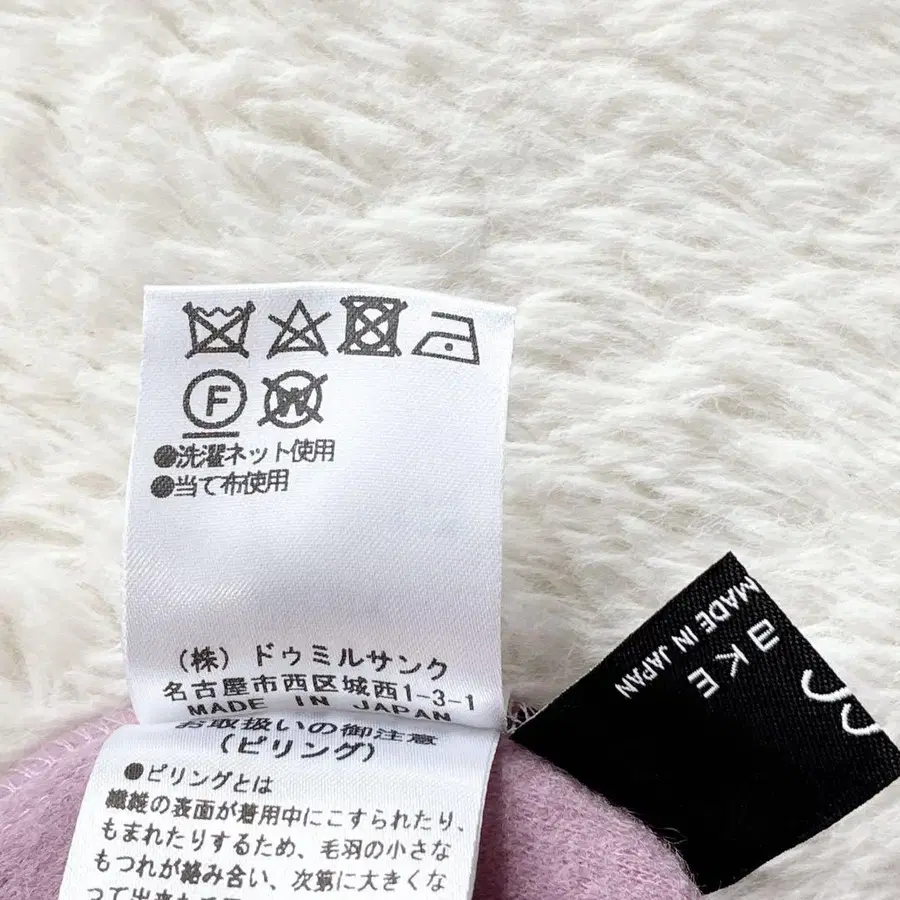 F
W
●洗濯ネット使用
●当て布使用
(株) ドゥミルサンク
名古屋市西区城西1-3-1
MADE IN JAPAN
お取扱いの御注意
(ピリング)
●ピリングとは
繊維の表面が着用中にこすられたり、
もまれたりするため、毛羽の小さな
もつれが絡み合い、次第に大きくな
MADE IN JAPAN